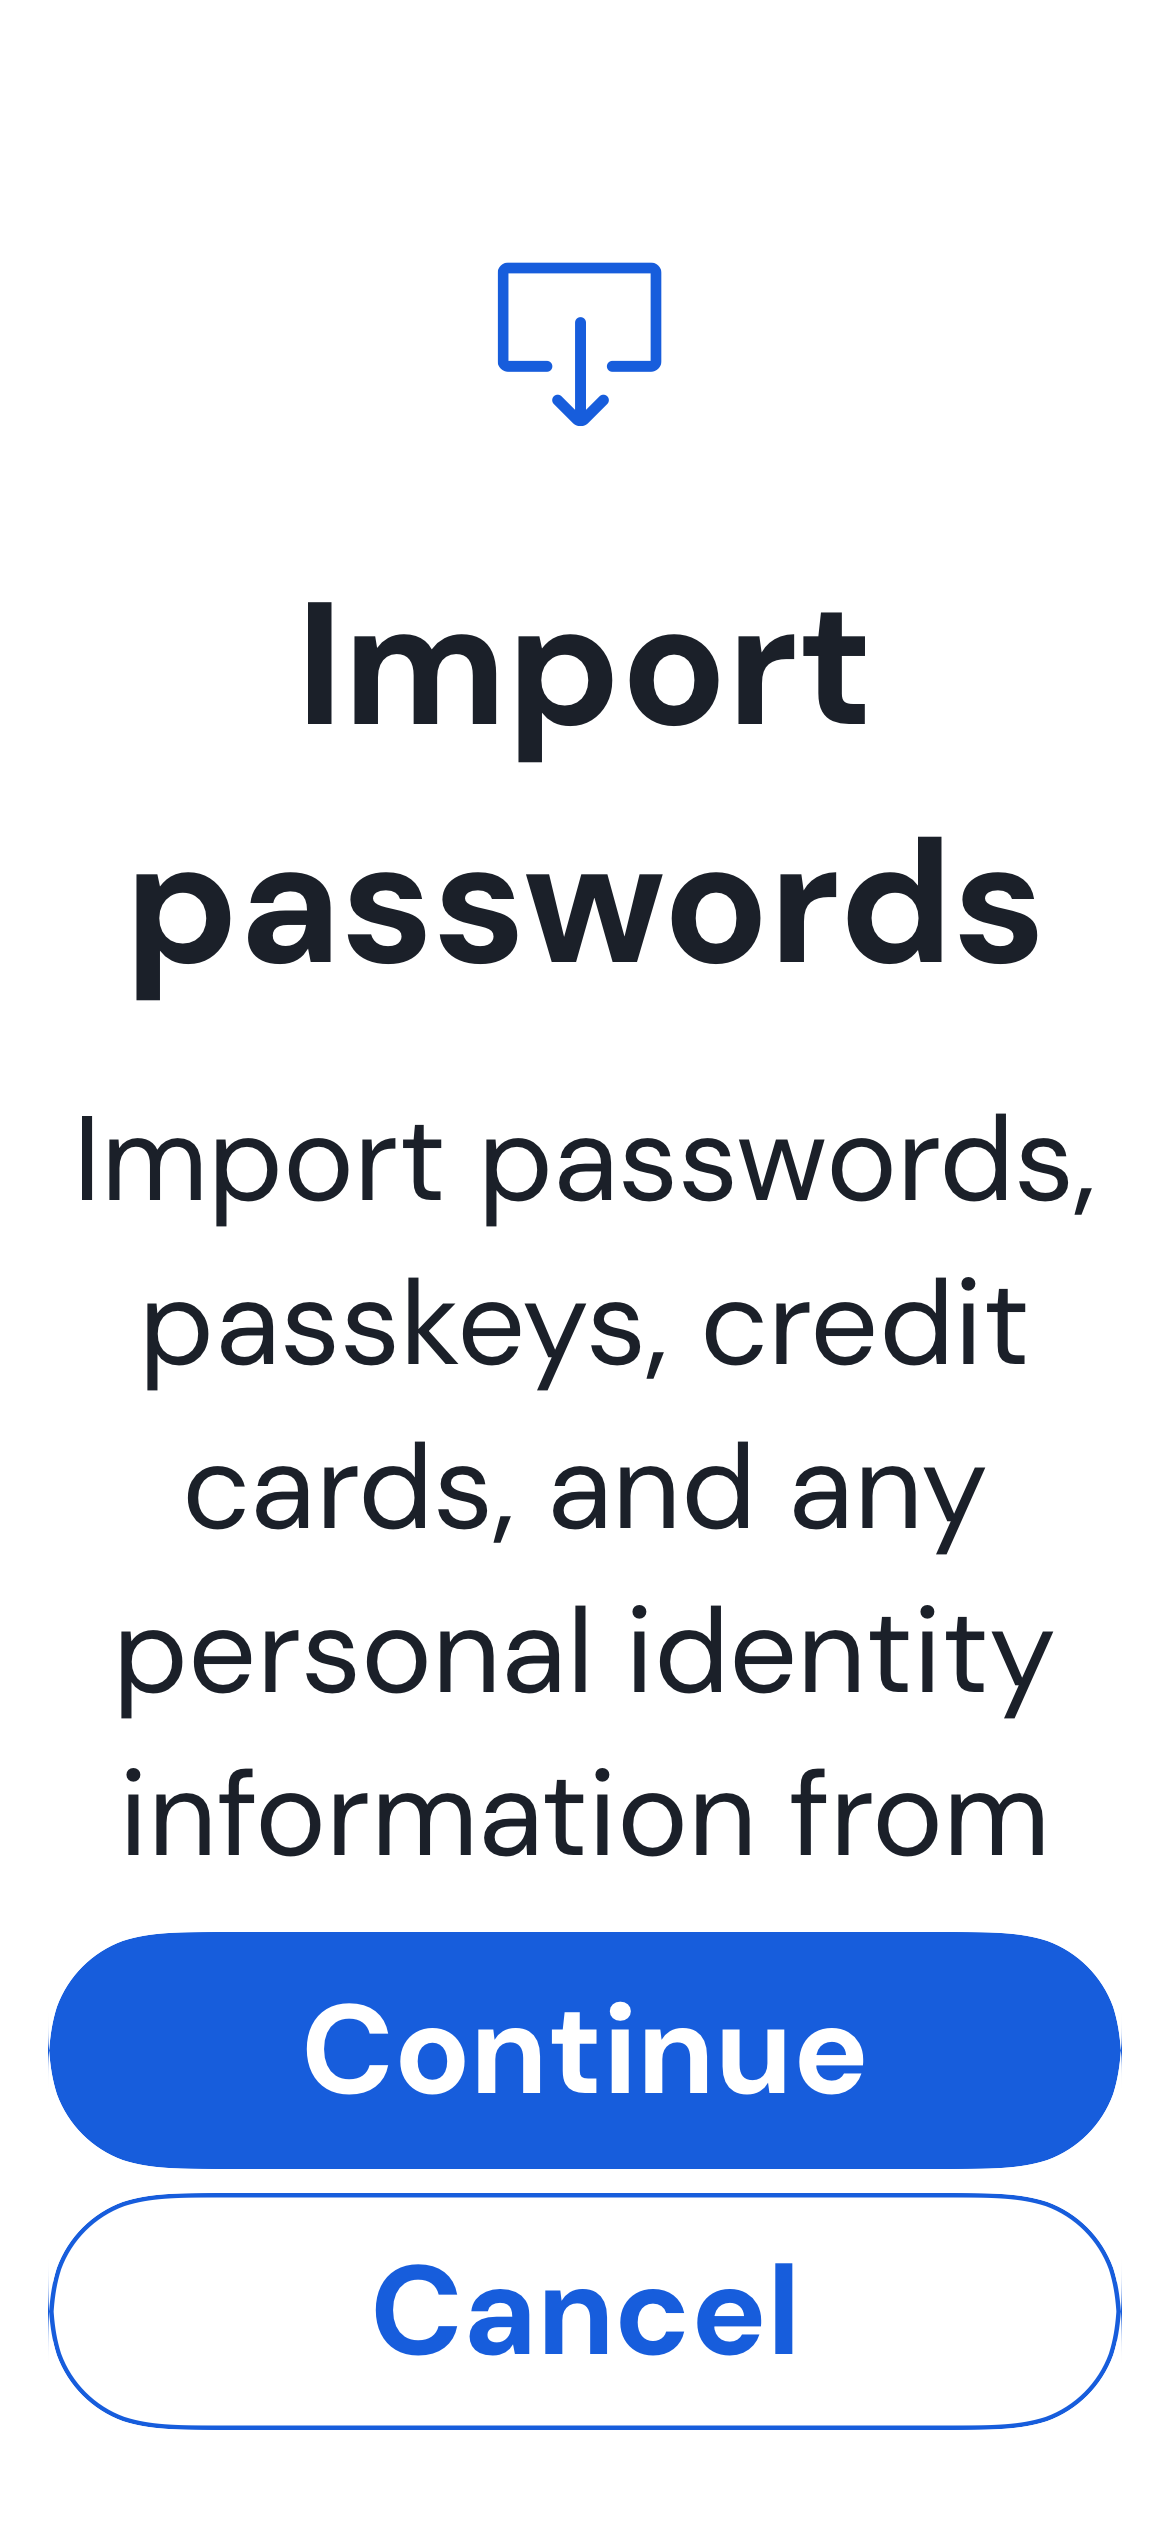 Import
passwords
Import passwords,
passkeys, credit
cards, and any
personal identity
information from
Continue
Cancel